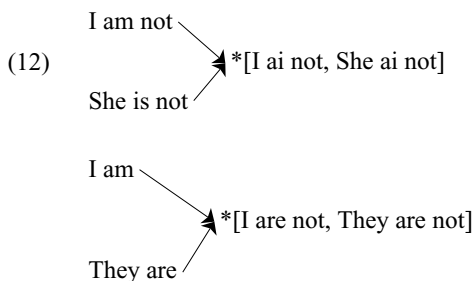 I am not
(12) *[I ai not, She ai not]
She is not
I am
*[I are not, They are not]
They are